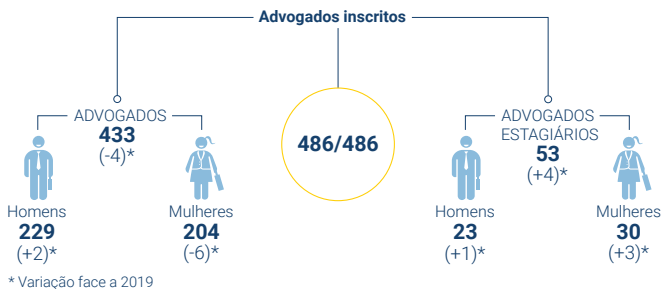 Advogados inscritos
486/486
ADVOGADOS
433
(-4)*
Homens
229
(+2)*
Mulheres
204
(-6)*
ADVOGADOS
ESTAGIÁRIOS
53
(+4)*
Homens
23
(+1)*
Mulheres
30
(+3)*
* Variação face a 2019